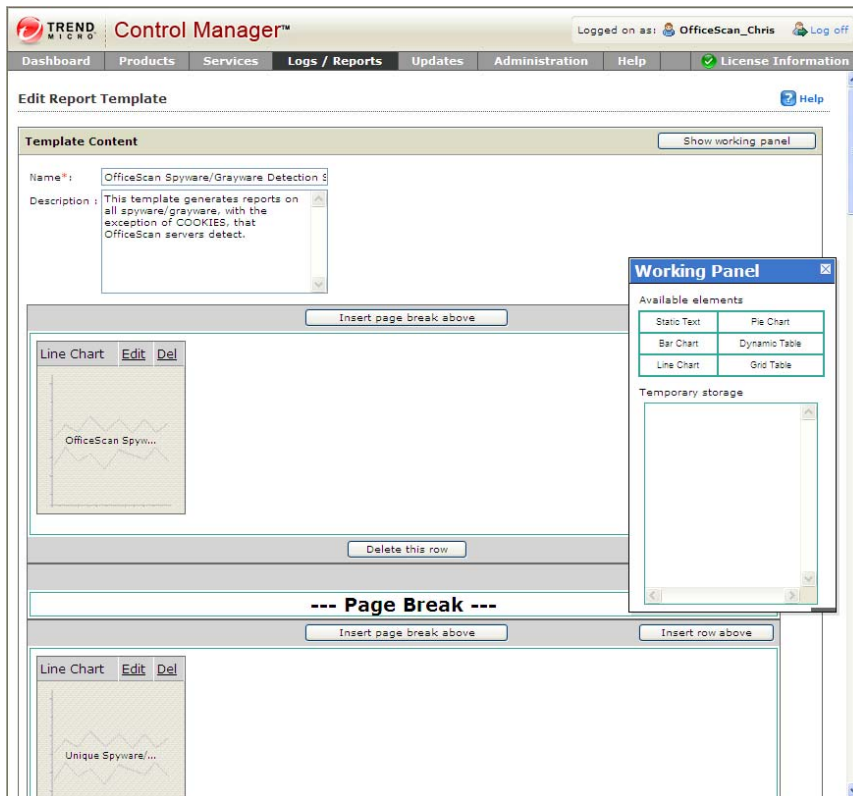 TREND MICRO Control Manager™
Logged on as: OfficeScan_Chris Log off
Dashboard Products Services Logs / Reports Updates Administration Help License Information
Edit Report Template
Help
Template Content
Show working panel
Name*: OfficeScan Spyware/Grayware Detection S
Description : This template generates reports on
all spyware/grayware, with the
exception of COOKIES, that
OfficeScan servers detect.
Insert page break above
Line Chart Edit Del
OfficeScan Spyw...
Delete this row
--- Page Break ---
Insert page break above
Insert row above
Line Chart Edit Del
Unique Spyware/...
Working Panel
Available elements
Static Text Pie Chart
Bar Chart Dynamic Table
Line Chart Grid Table
Temporary storage